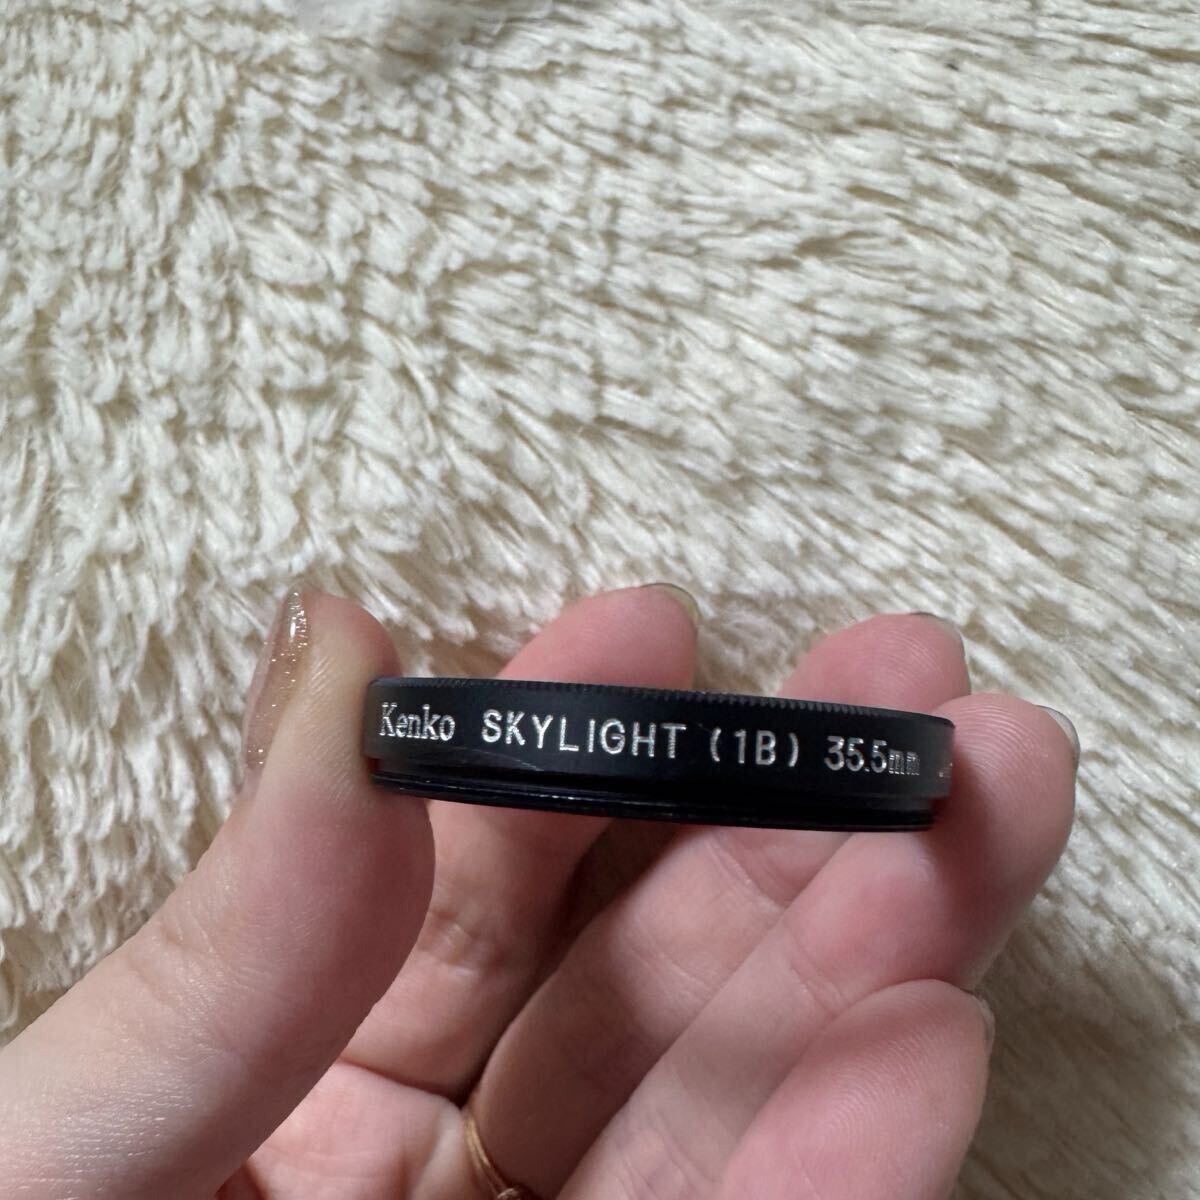 Kenko SKYLIGHT (1B) 35.5mm